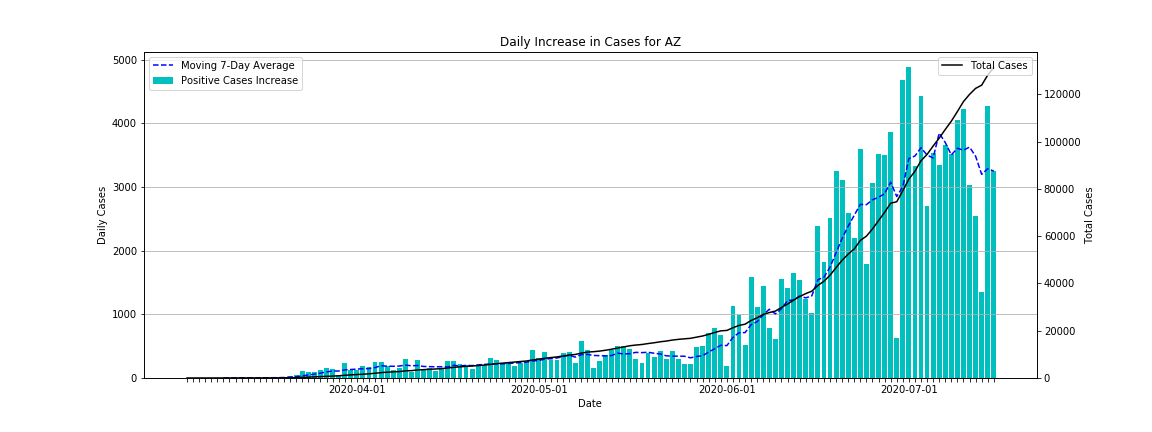 Daily Increase in Cases for AZ
Moving 7-Day Average
Positive Cases Increase
Total Cases
5000
4000
3000
2000
1000
0
Daily Cases
120000
100000
80000
60000
40000
20000
0
Total Cases
2020-04-01
2020-05-01
2020-06-01
2020-07-01
Date